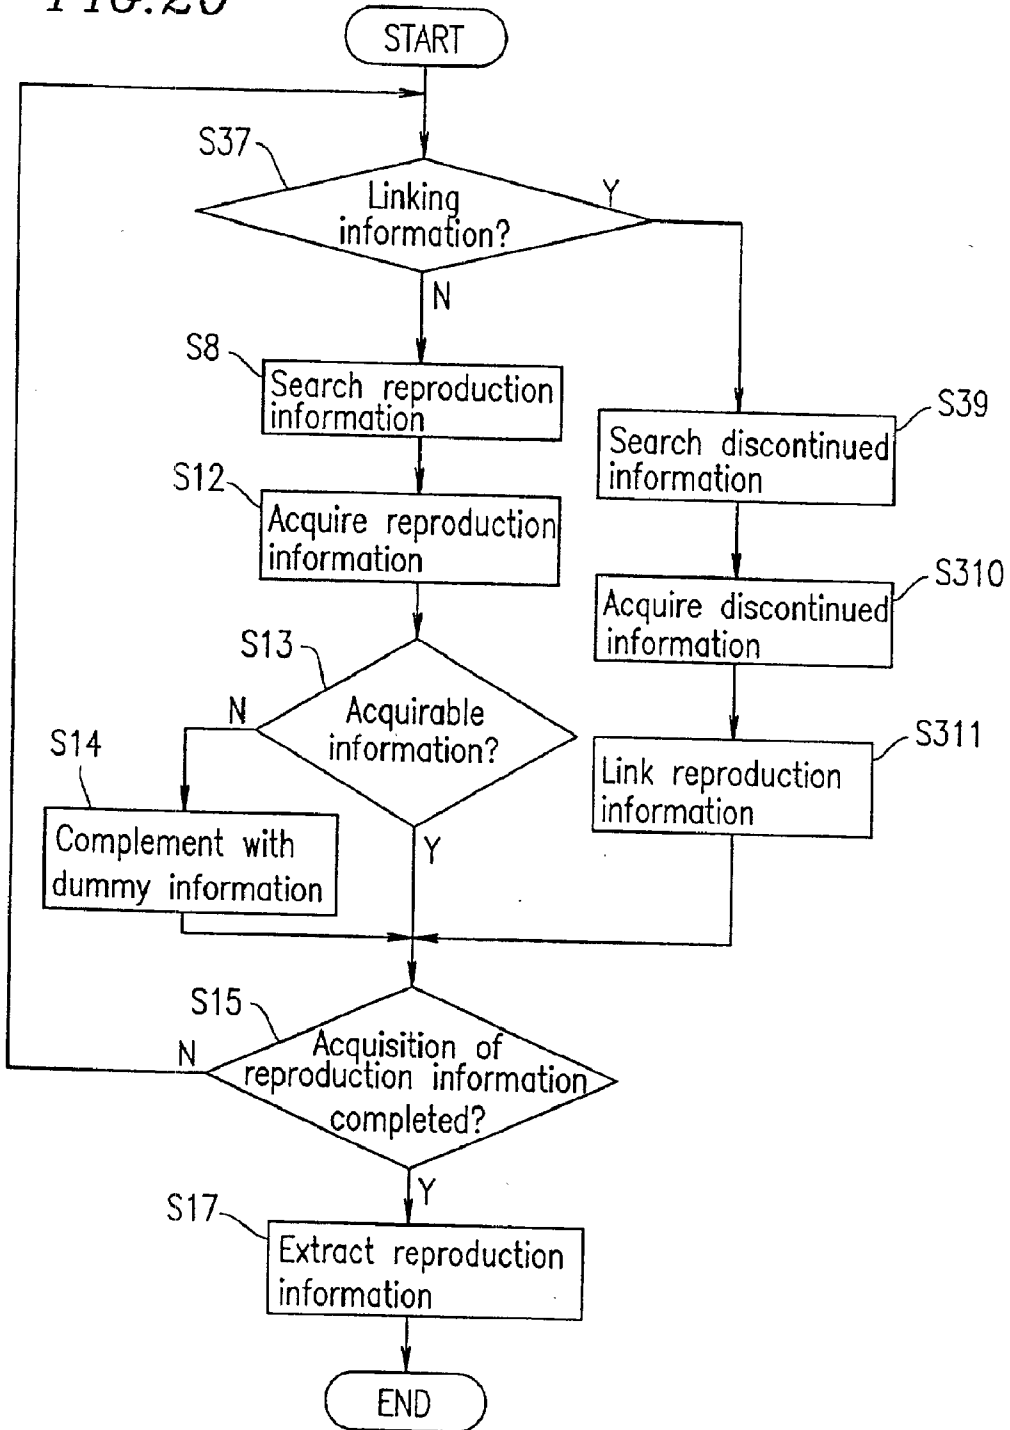 START
S37
Linking
information?
Y
N
S8
Search reproduction
information
S39
Search discontinued
information
S12
Acquire reproduction
information
S310
Acquire discontinued
information
S13
N
Acquirable
information?
S311
Link reproduction
information
S14
Complement with
dummy information
Y
S15
N
Acquisition of
reproduction information
completed?
Y
S17
Extract reproduction
information
END